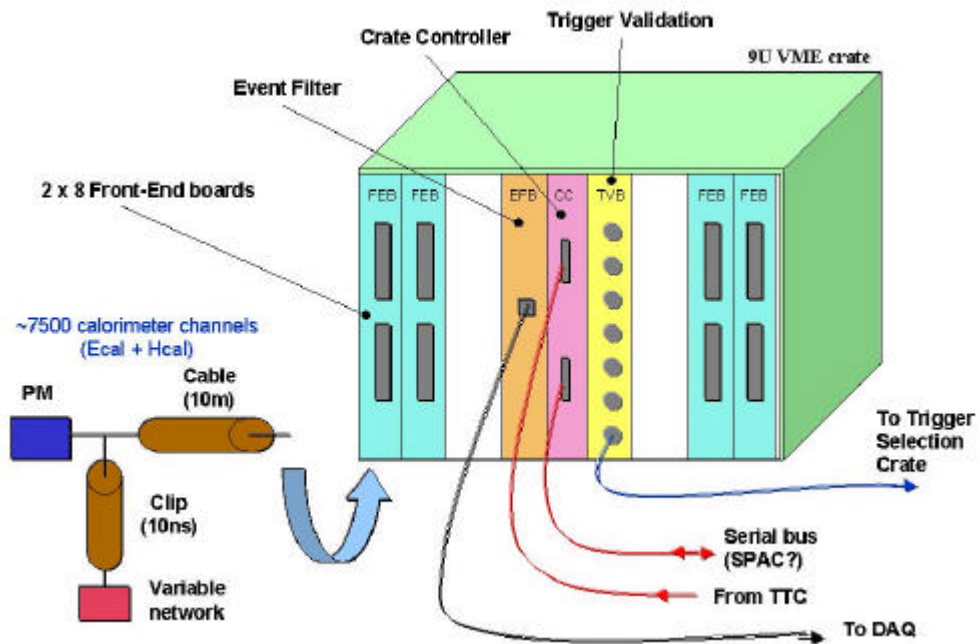 Trigger Validation
Crate Controller
9U VME crate
Event Filter
2 x 8 Front-End boards
FEB
FEB
EFB
CC
TVB
FEB
FEB
~7500 calorimeter channels
(Ecal + Hcal)
Cable
(10m)
PM
To Trigger
Selection
Crate
Clip
(10ns)
Serial bus
(SPAC?)
Variable
network
From TTC
To DAQ